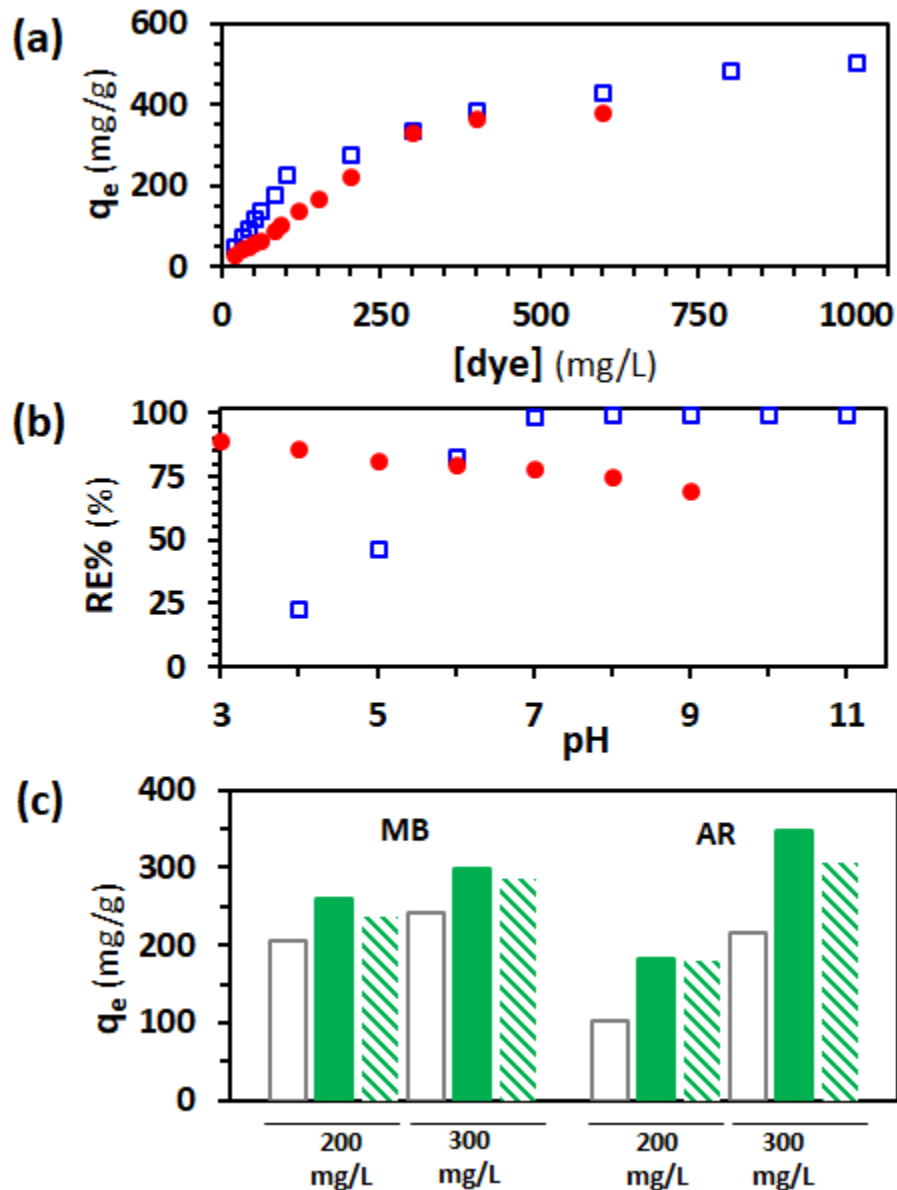 (a)
600
400
200
0
qe (mg/g)
0 250 500 750 1000
[dye] (mg/L)
(b)
100
75
50
25
0
RE% (%)
3 5 7 9 11
pH
(c)
400
300
200
100
0
qe (mg/g)
MB AR
200 300 200 300
mg/L mg/L mg/L mg/L